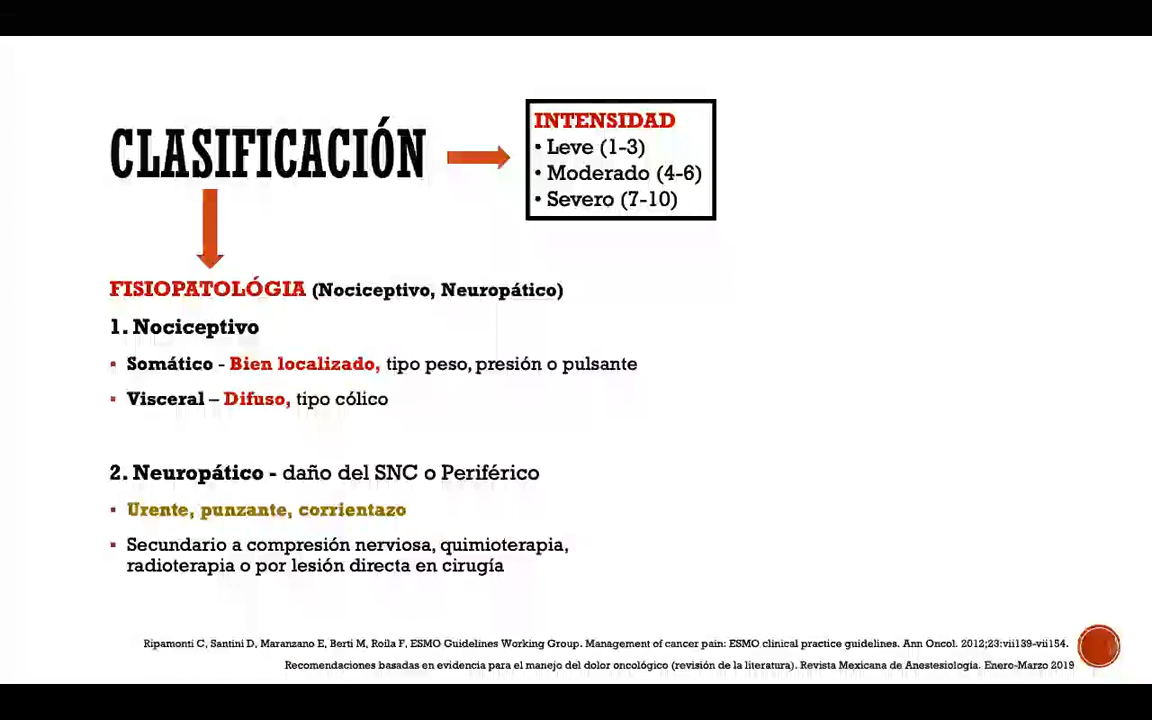 CLASIFICACIÓN
INTENSIDAD
• Leve (1-3)
• Moderado (4-6)
• Severo (7-10)
FISIOPATOLÓGIA (Nociceptivo, Neuropático)
1. Nociceptivo
▪ Somático - Bien localizado, tipo peso, presión o pulsante
▪ Visceral – Difuso, tipo cólico
2. Neuropático - daño del SNC o Periférico
▪ Urente, punzante, corrientazo
▪ Secundario a compresión nerviosa, quimioterapia,
radioterapia o por lesión directa en cirugía
Ripamonti C, Santini D, Maranzano E, Berti M, Roila F, ESMO Guidelines Working Group. Management of cancer pain: ESMO clinical practice guidelines. Ann Oncol. 2012;23:vii139-vii154.
Recomendaciones basadas en evidencia para el manejo del dolor oncológico (revisión de la literatura). Revista Mexicana de Anestesiología. Enero-Marzo 2019